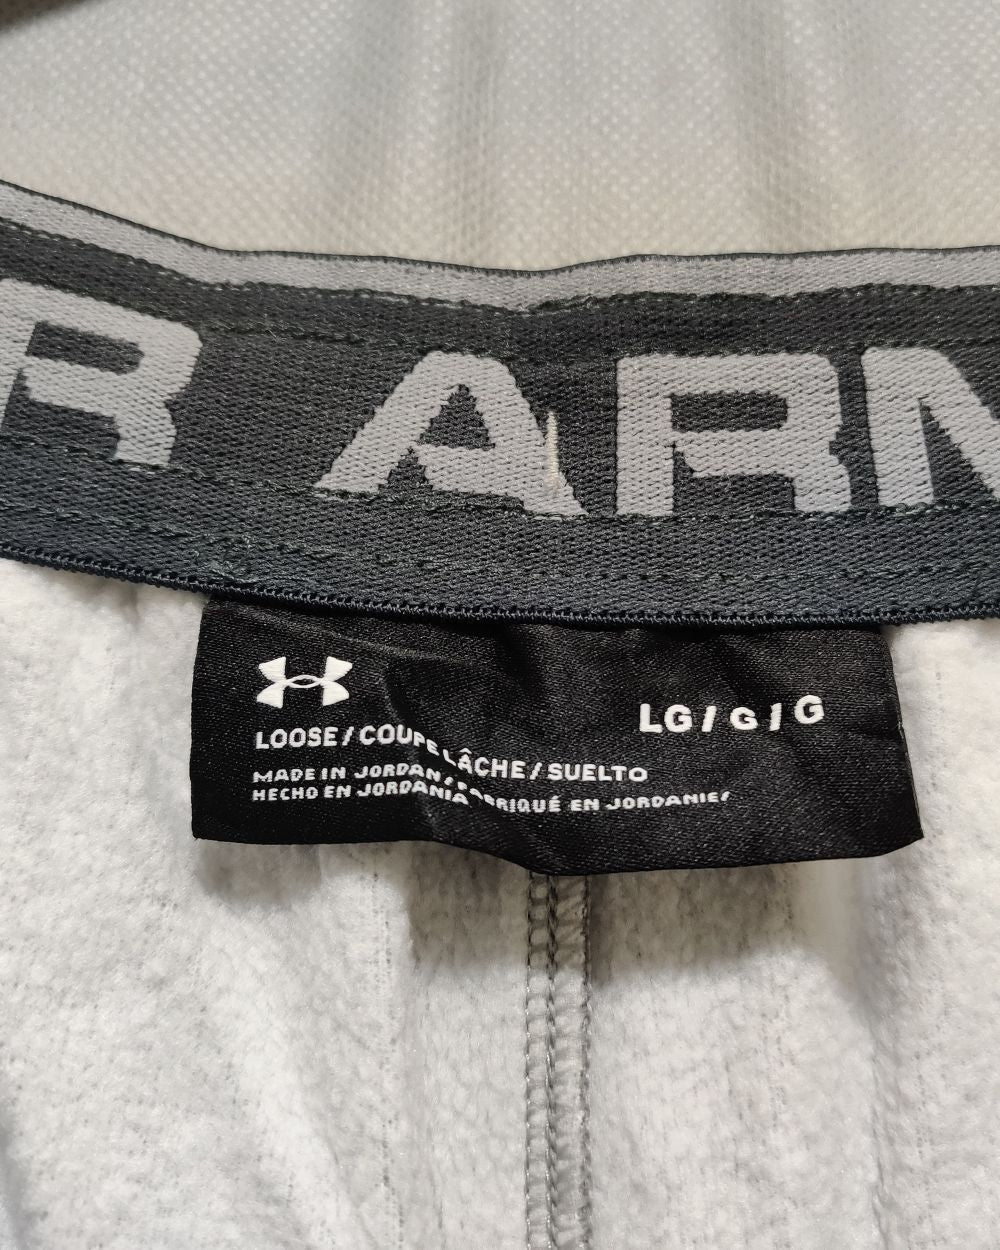 R ARM
LG / G / G
LOOSE / COUPE LÂCHE / SUELTO
MADE IN JORDAN / FABRIQUÉ EN JORDANIE /
HECHO EN JORDANIA